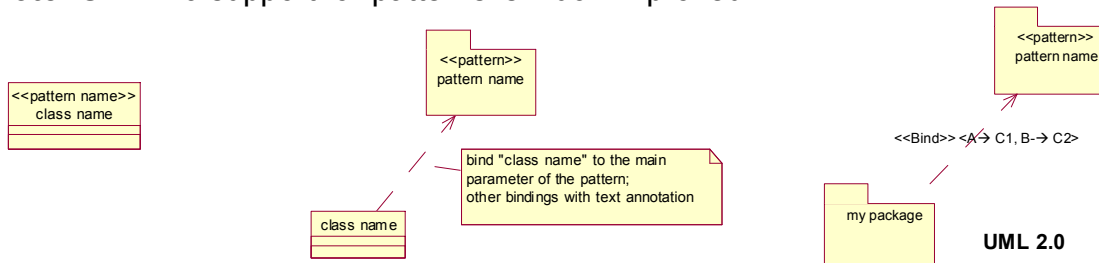 <<pattern name>>
class name
<<pattern>>
pattern name
bind "class name" to the main
parameter of the pattern;
other bindings with text annotation
class name
<<pattern>>
pattern name
<<Bind>> <A→ C1, B-→ C2>
my package
UML 2.0